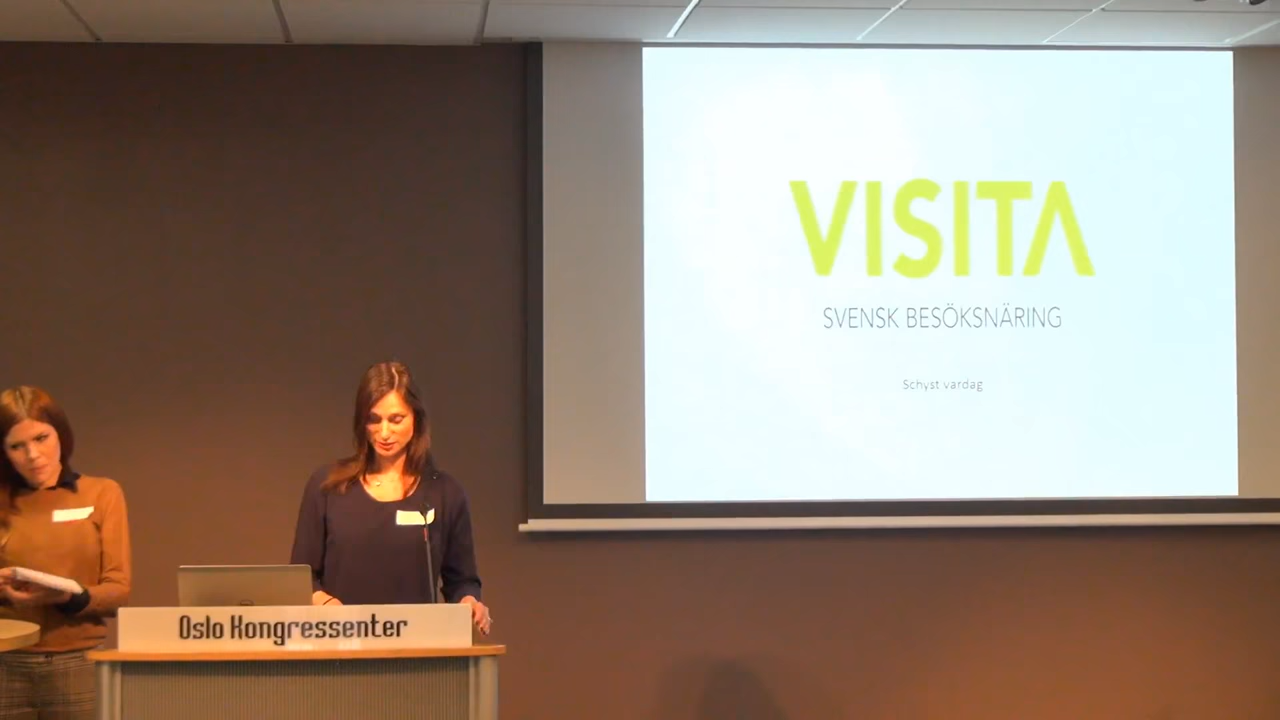 VISITA
SVENSK BESÖKSNÄRING
Schyst vardag
Oslo Kongressenter